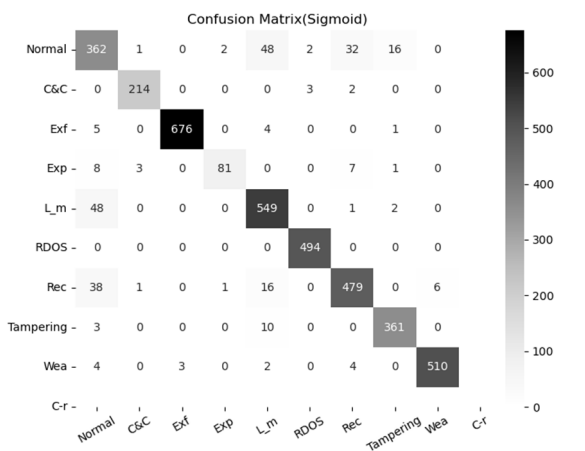 Confusion Matrix(Sigmoid)
Normal 362 1 0 2 48 2 32 16 0
C&C 0 214 0 0 0 3 2 0 0
Exf 5 0 676 0 4 0 0 1 0
Exp 8 3 0 81 0 0 7 1 0
L_m 48 0 0 0 549 0 1 2 0
RDOS 0 0 0 0 0 494 0 0 0
Rec 38 1 0 1 16 0 479 0 6
Tampering 3 0 0 0 10 0 0 361 0
Wea 4 0 3 0 2 0 4 0 510
C-r
Normal C&C Exf Exp L_m RDOS Rec Tampering Wea C-r
600
500
400
300
200
100
0